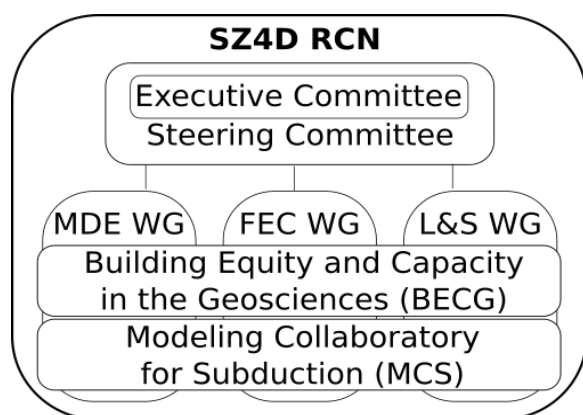 SZ4D RCN
Executive Committee
Steering Committee
MDE WG
FEC WG
L&S WG
Building Equity and Capacity
in the Geosciences (BECG)
Modeling Collaboratory
for Subduction (MCS)